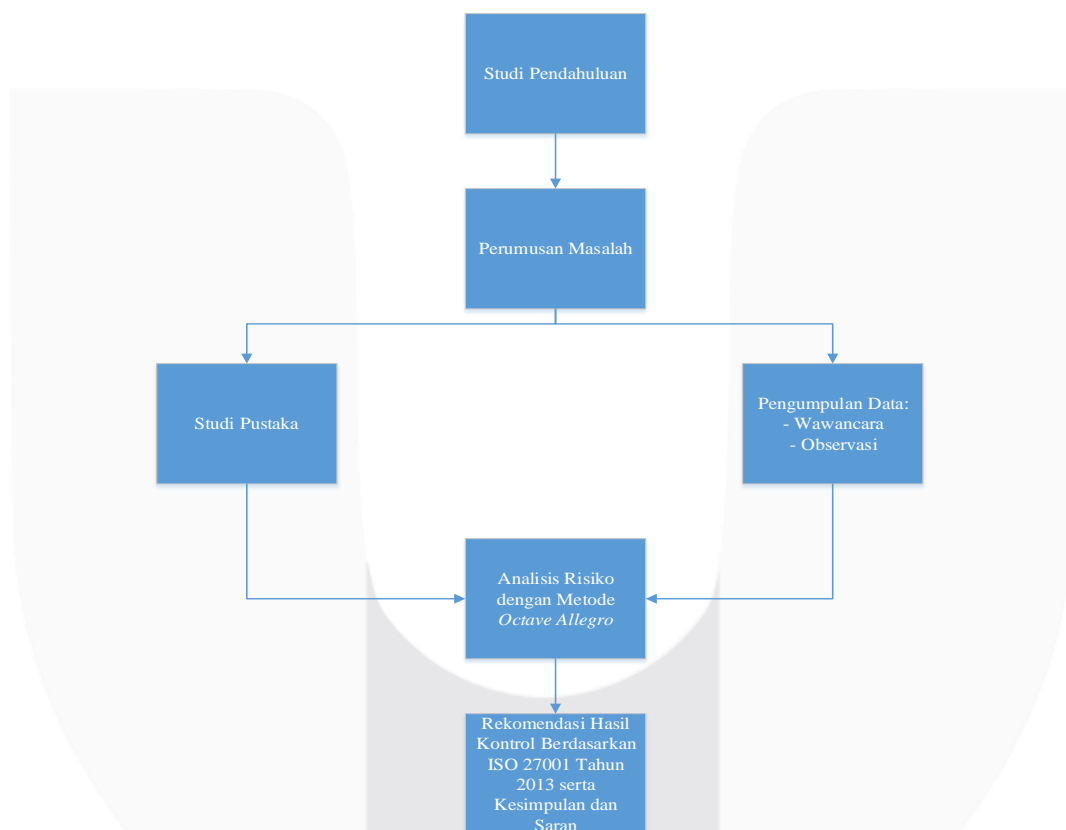 Studi Pendahuluan
Perumusan Masalah
Studi Pustaka
Pengumpulan Data:
- Wawancara
- Observasi
Analisis Risiko
dengan Metode
Octave Allegro
Rekomendasi Hasil
Kontrol Berdasarkan
ISO 27001 Tahun
2013 serta
Kesimpulan dan
Saran